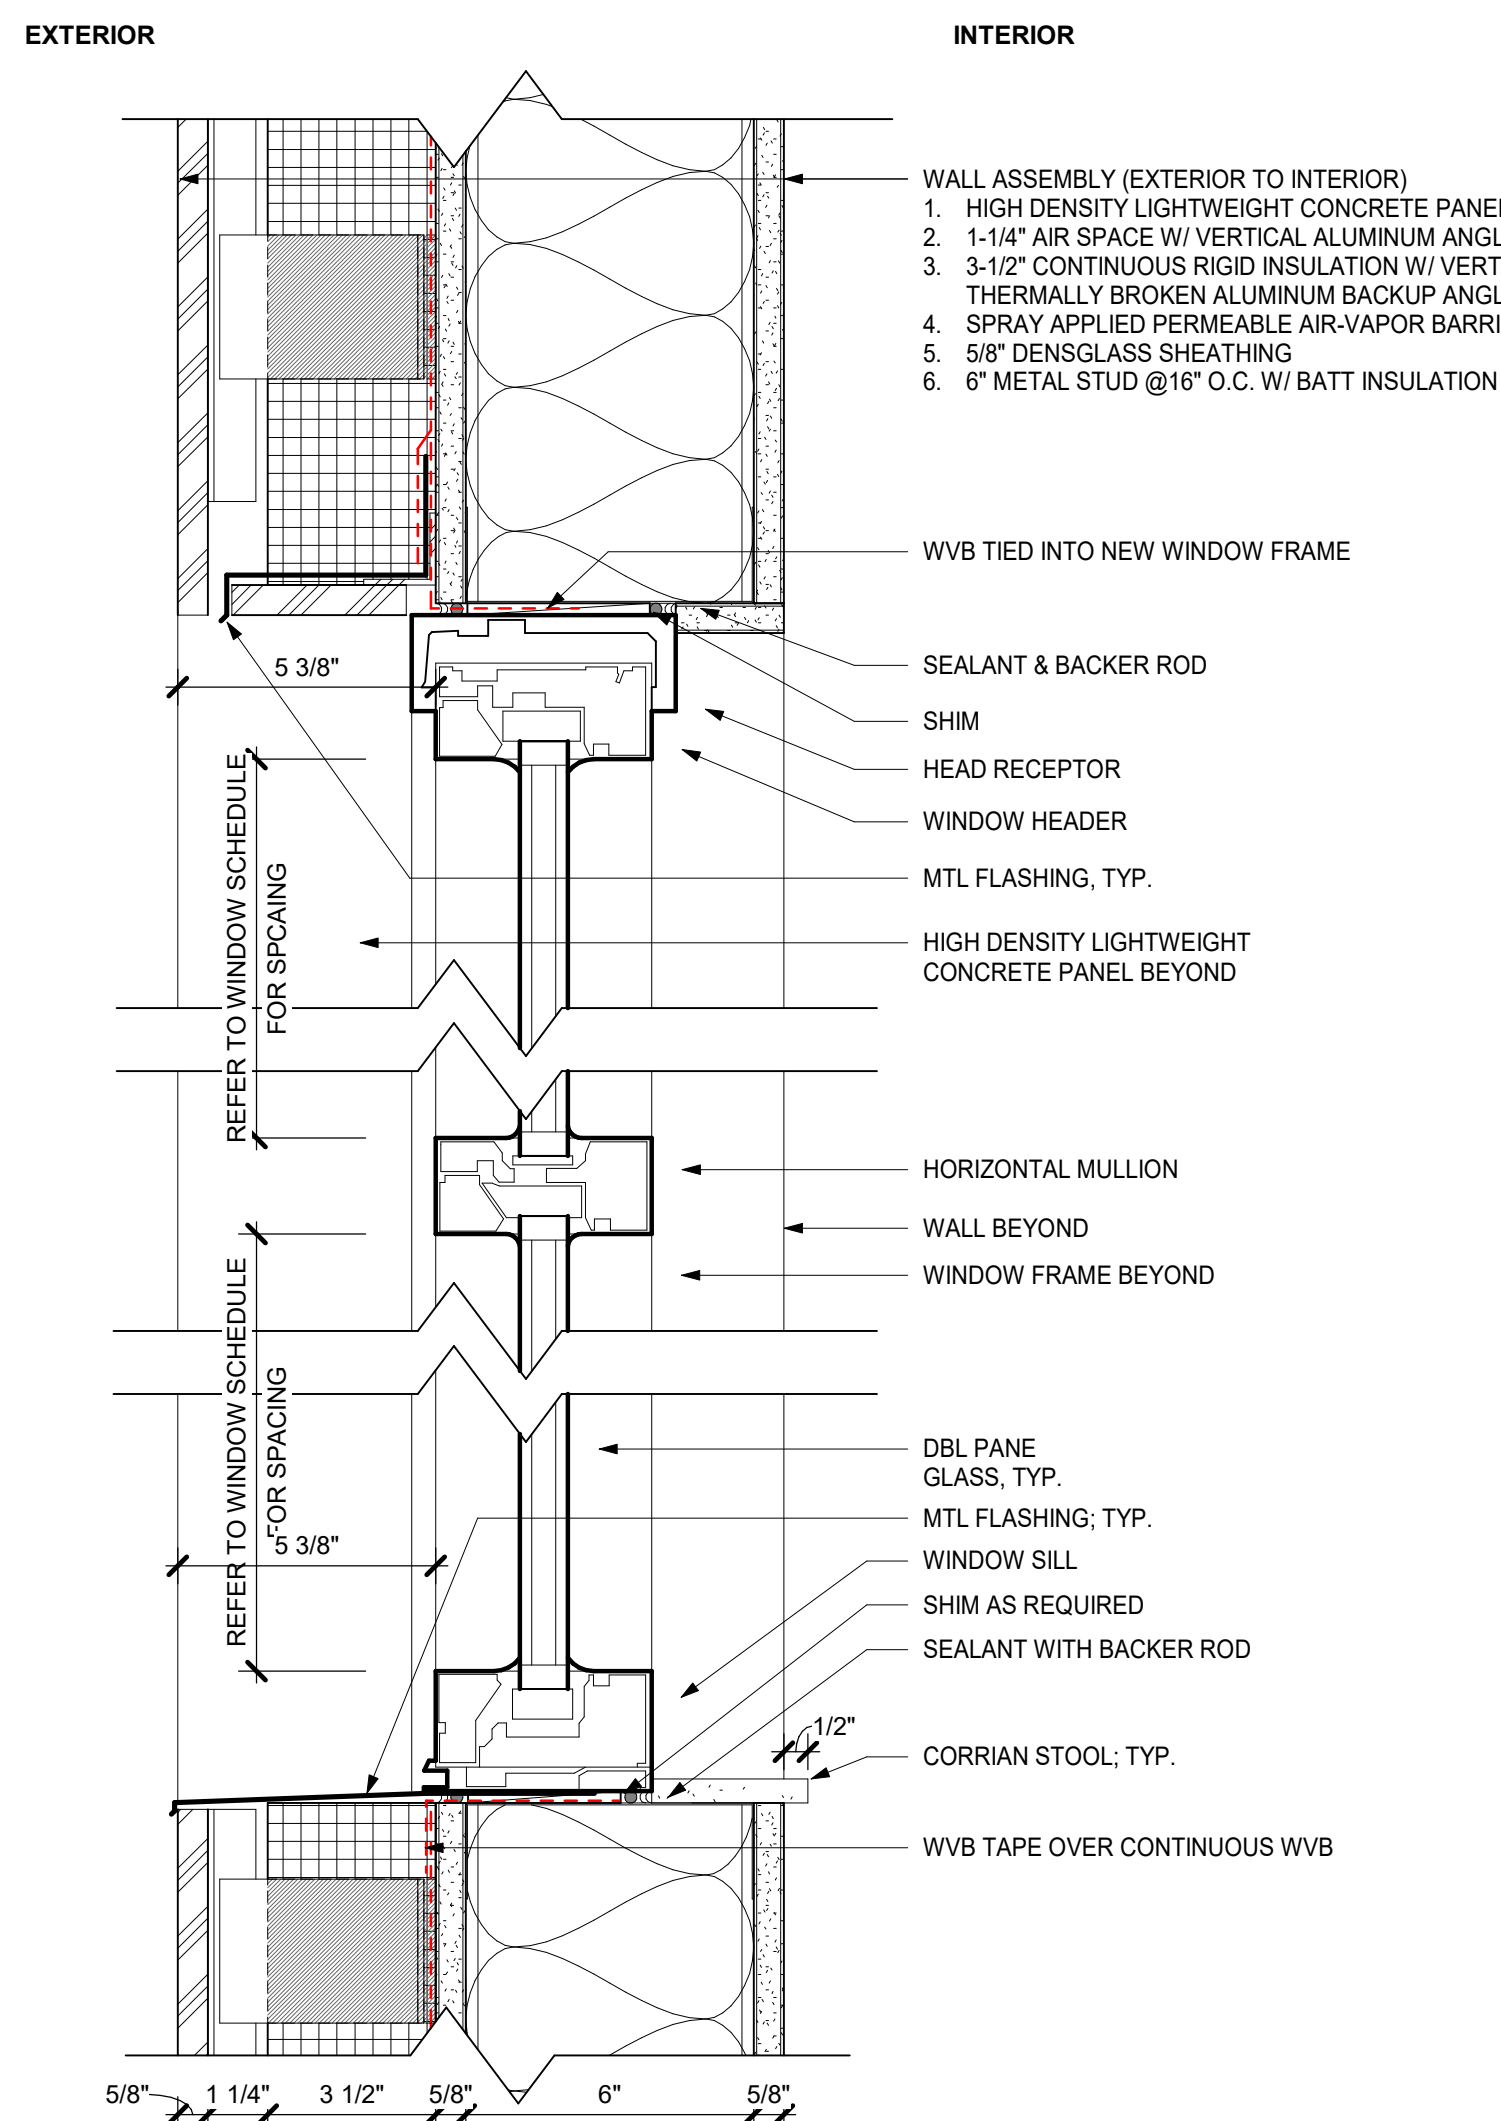 EXTERIOR
INTERIOR
WALL ASSEMBLY (EXTERIOR TO INTERIOR)
1. HIGH DENSITY LIGHTWEIGHT CONCRETE PANEL
2. 1-1/4" AIR SPACE W/ VERTICAL ALUMINUM ANGL
3. 3-1/2" CONTINUOUS RIGID INSULATION W/ VERT
THERMALLY BROKEN ALUMINUM BACKUP ANGL
4. SPRAY APPLIED PERMEABLE AIR-VAPOR BARRI
5. 5/8" DENSGLASS SHEATHING
6. 6" METAL STUD @16" O.C. W/ BATT INSULATION
WVB TIED INTO NEW WINDOW FRAME
SEALANT & BACKER ROD
5 3/8"
SHIM
HEAD RECEPTOR
WINDOW HEADER
MTL FLASHING, TYP.
REFER TO WINDOW SCHEDULE
FOR SPCAING
HIGH DENSITY LIGHTWEIGHT
CONCRETE PANEL BEYOND
HORIZONTAL MULLION
WALL BEYOND
WINDOW FRAME BEYOND
REFER TO WINDOW SCHEDULE
FOR SPACING
DBL PANE
GLASS, TYP.
MTL FLASHING; TYP.
5 3/8"
WINDOW SILL
SHIM AS REQUIRED
SEALANT WITH BACKER ROD
1/2"
CORRIAN STOOL; TYP.
WVB TAPE OVER CONTINUOUS WVB
5/8" 1 1/4" 3 1/2" 5/8" 6" 5/8"